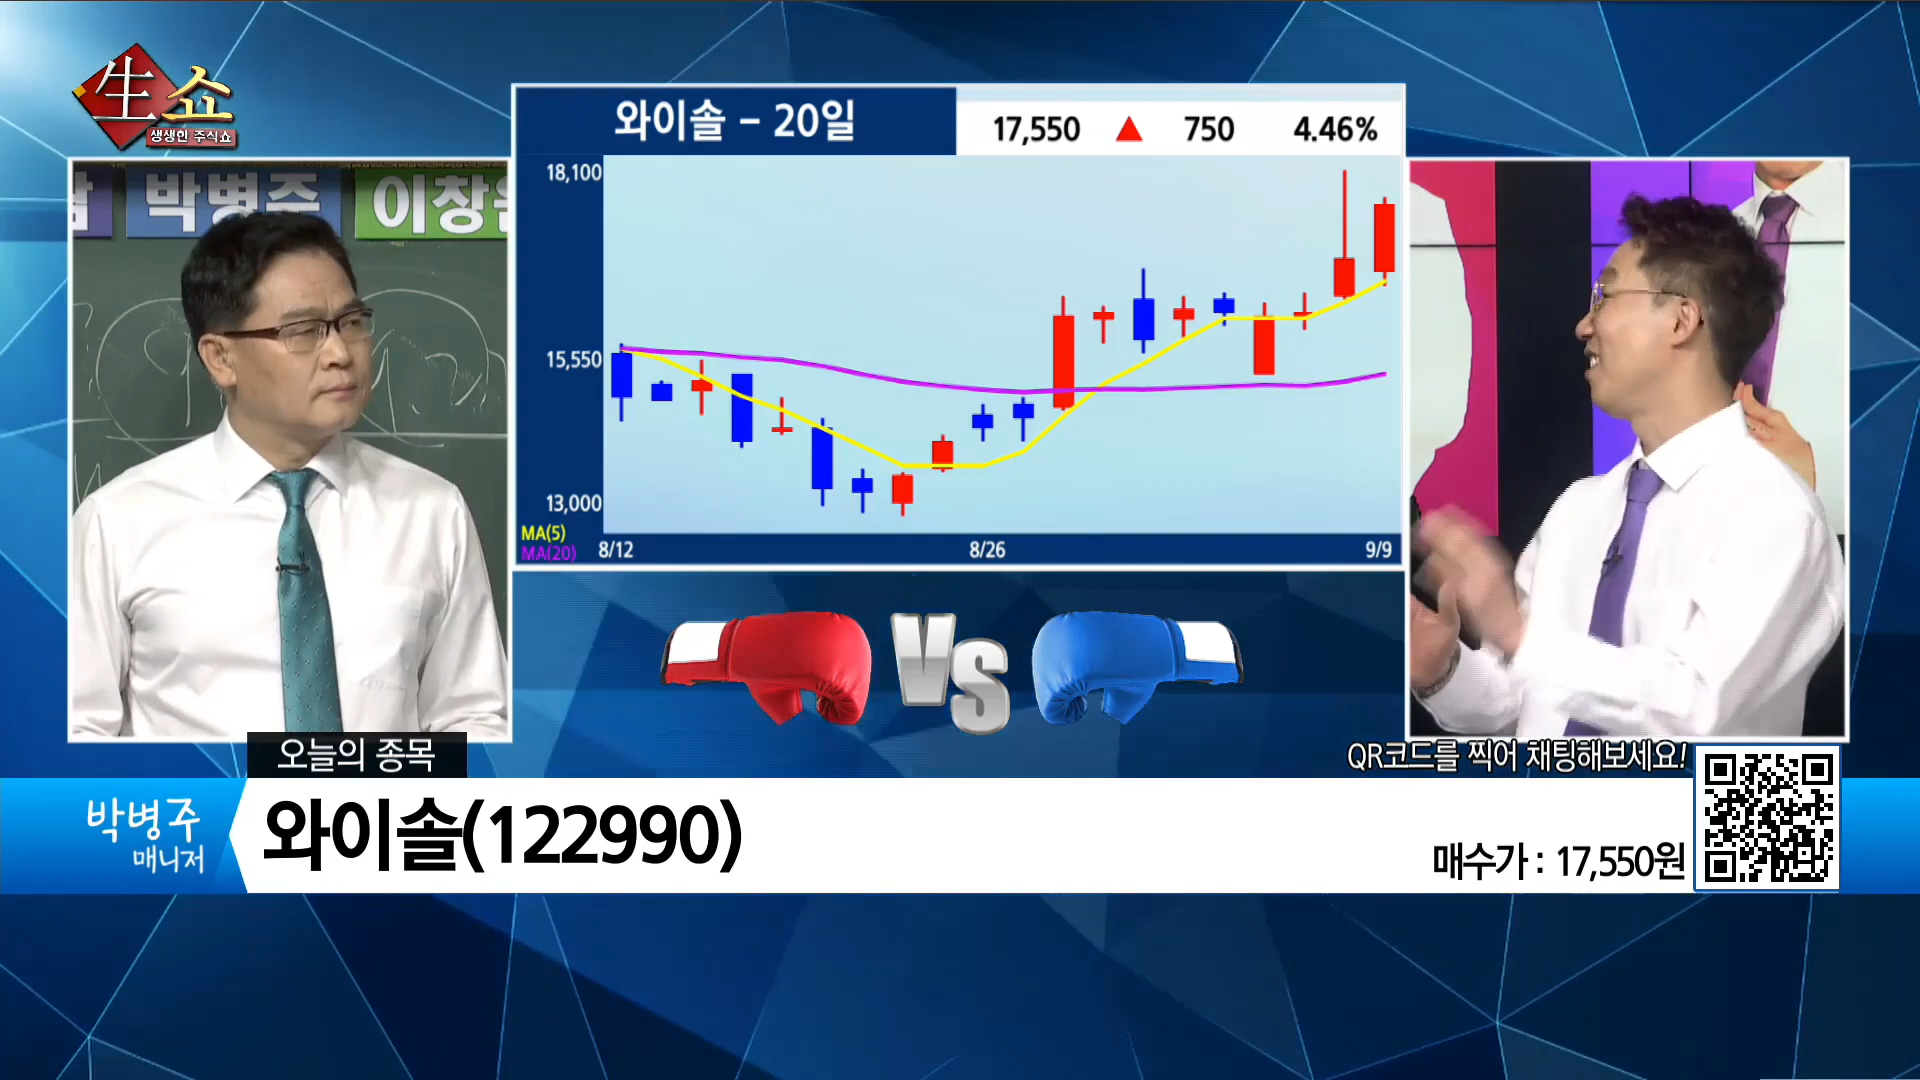 生쇼
생생한 주식쇼
박병주
이창
와이솔 - 20일
17,550 ▲ 750 4.46%
18,100
15,550
13,000
MA(5)
MA(20)
8/12 8/26 9/9
VS
오늘의 종목
QR코드를 찍어 채팅해보세요!
박병주
매니저
와이솔(122990)
매수가 : 17,550원